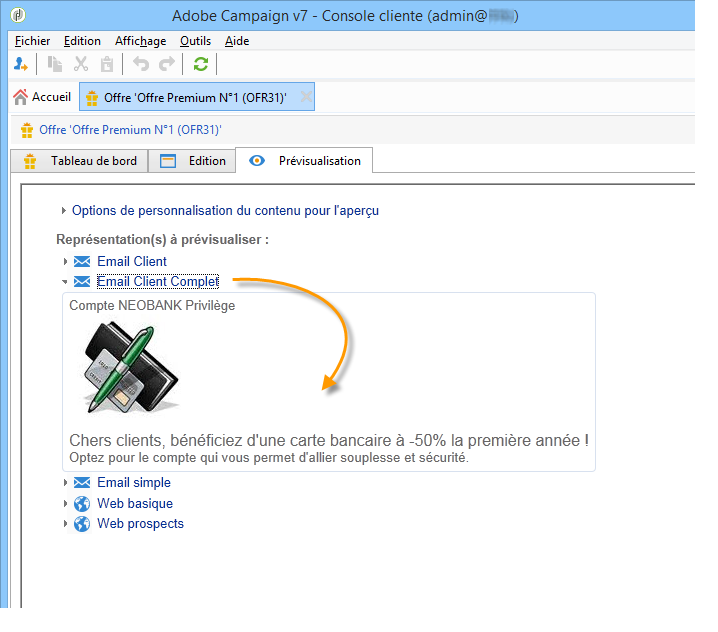 Adobe Campaign v7 - Console cliente (admin@ )
Fichier Edition Affichage Outils Aide
Accueil Offre 'Offre Premium N°1 (OFR31)'
Offre 'Offre Premium N°1 (OFR31)'
Tableau de bord Edition Prévisualisation
Options de personnalisation du contenu pour l'aperçu
Représentation(s) à prévisualiser :
Email Client
Email Client Complet
Compte NEOBANK Privilège
Chers clients, bénéficiez d'une carte bancaire à -50% la première année !
Optez pour le compte qui vous permet d'allier souplesse et sécurité.
Email simple
Web basique
Web prospects